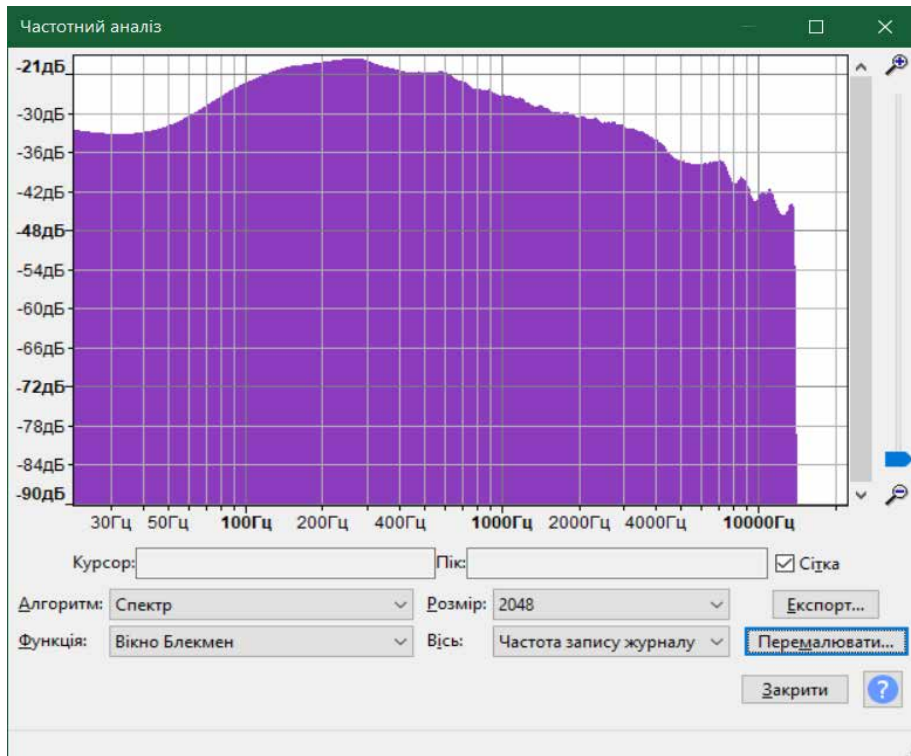 Частотний аналіз
-21дБ
-30дБ
-36дБ
-42дБ
-48дБ
-54дБ
-60дБ
-66дБ
-72дБ
-78дБ
-84дБ
-90дБ
30Гц 50Гц 100Гц 200Гц 400Гц 1000Гц 2000Гц 4000Гц 10000Гц
Курсор: Пік: Сітка
Алгоритм: Спектр Розмір: 2048 Експорт...
Функція: Вікно Блекмен Вісь: Частота запису журналу Перемалювати...
Закрити ?